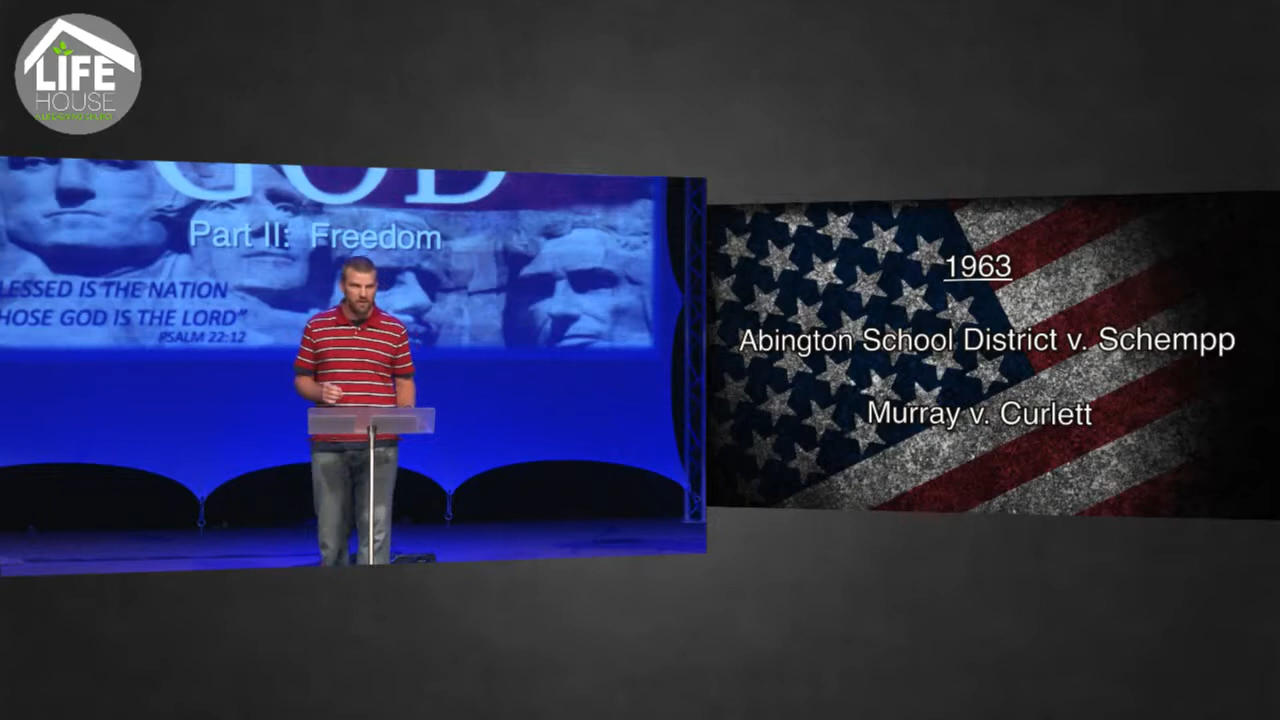 LIFE
HOUSE
GOD
Part II: Freedom
LESSED IS THE NATION
HOSE GOD IS THE LORD”
PSALM 22:12
1963
Abington School District v. Schempp
Murray v. Curlett